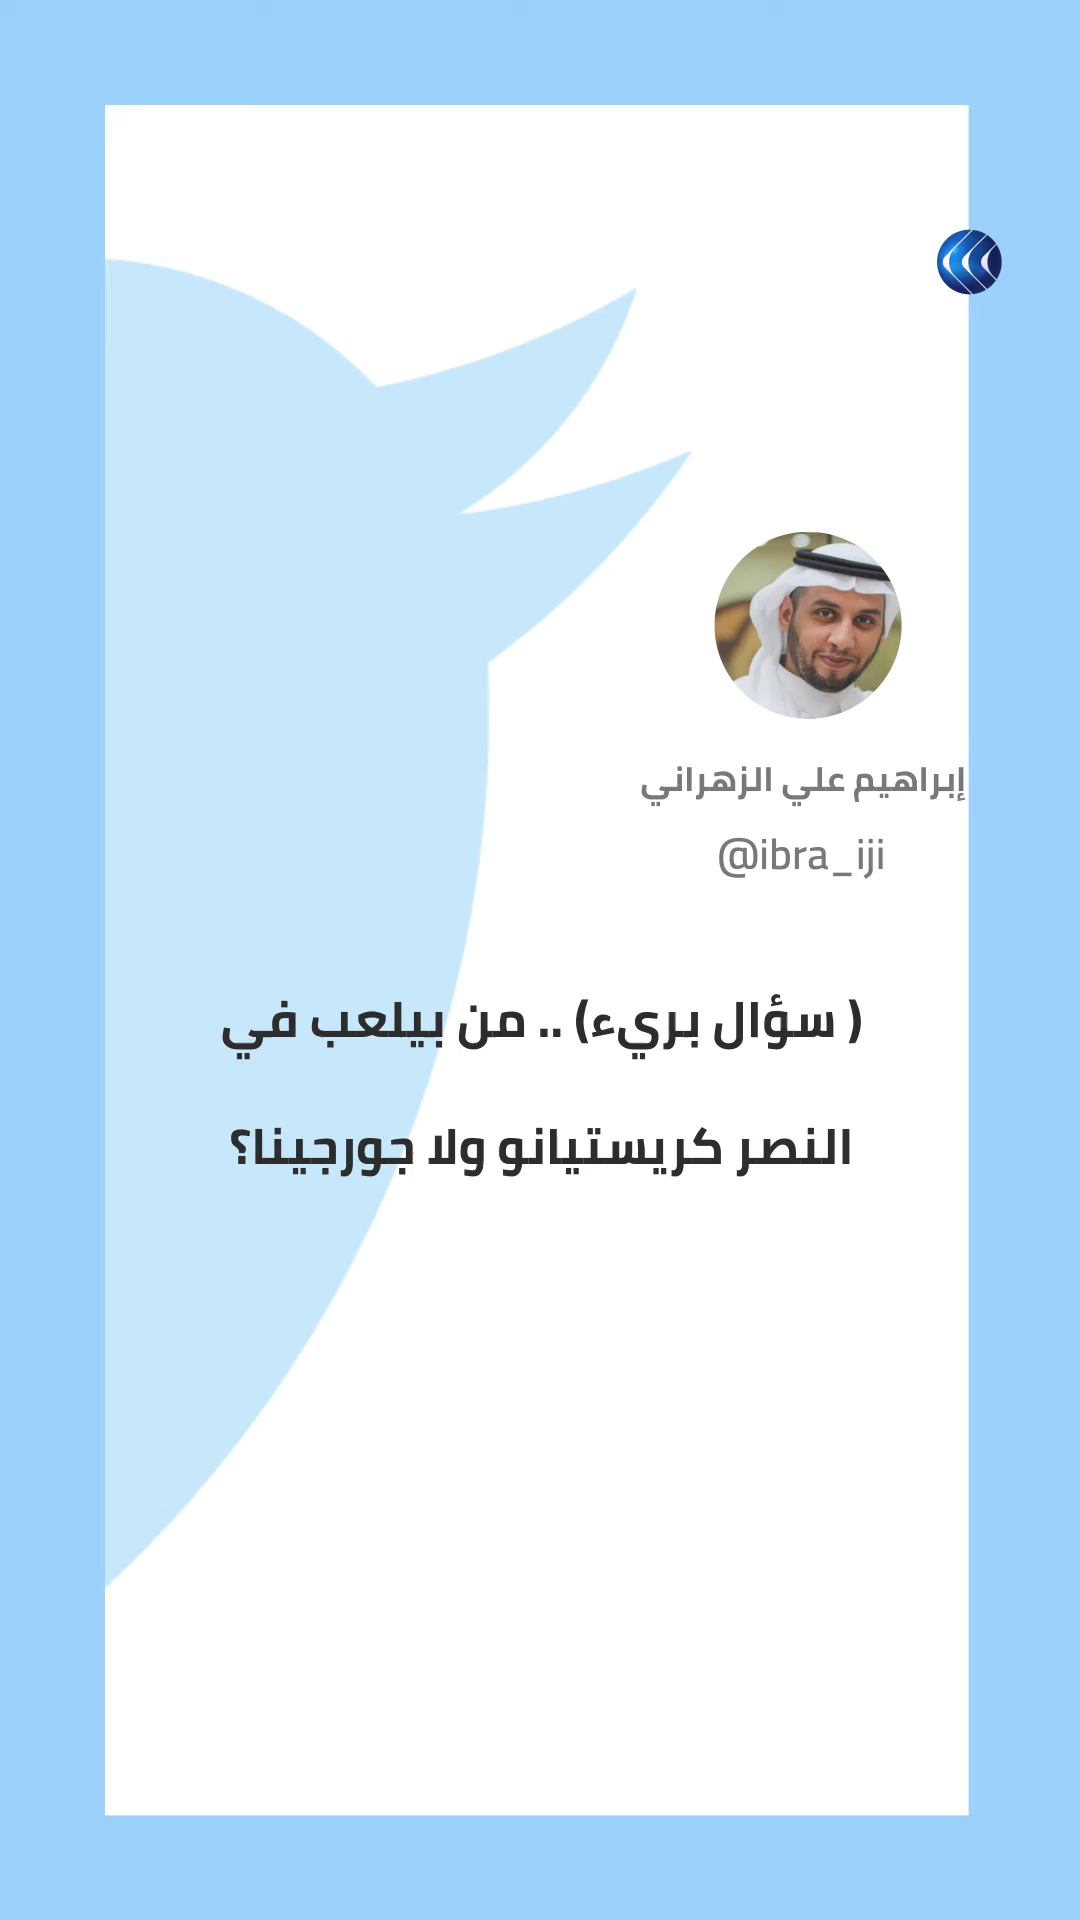 إبراهيم علي الزهراني
@ibra_iji
( سؤال بريء) .. من بيلعب في
النصر كريستيانو ولا جورجينا؟